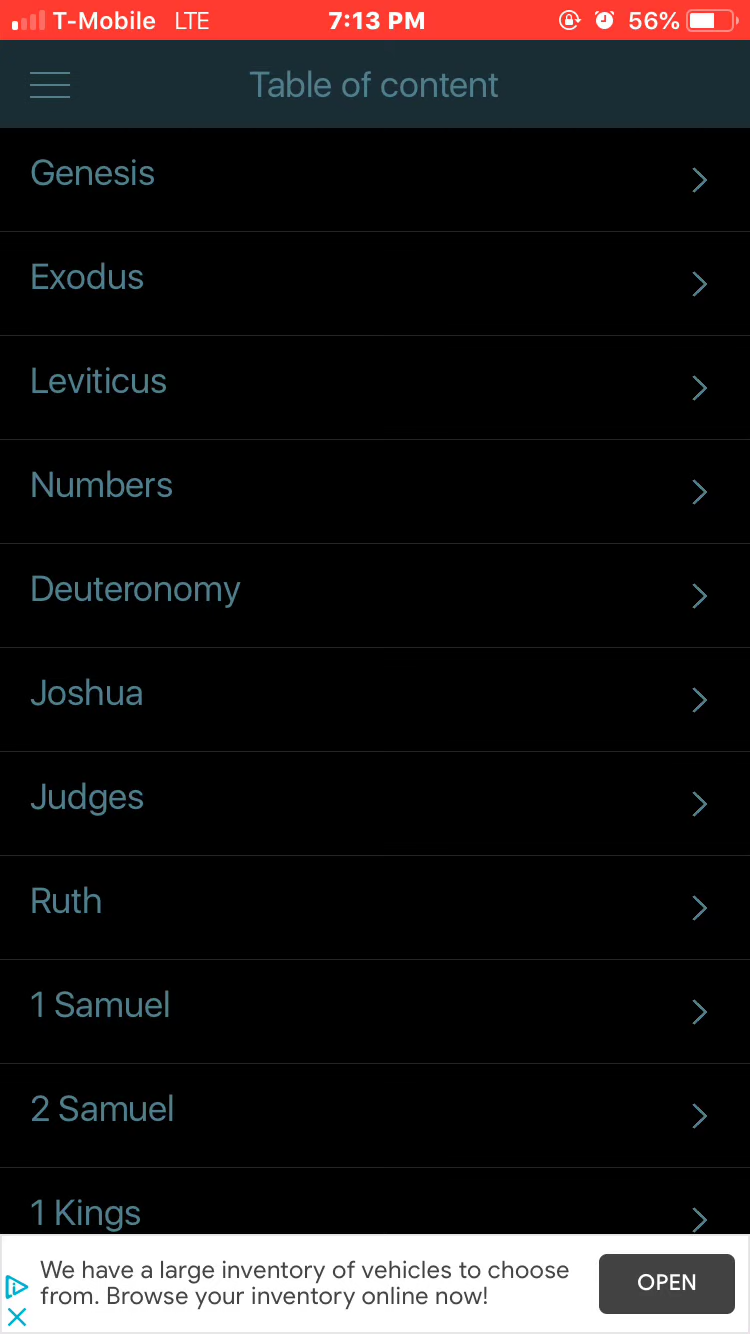 T-Mobile LTE 7:13 PM 56%
Table of content
Genesis
Exodus
Leviticus
Numbers
Deuteronomy
Joshua
Judges
Ruth
1 Samuel
2 Samuel
1 Kings
We have a large inventory of vehicles to choose
from. Browse your inventory online now!
OPEN